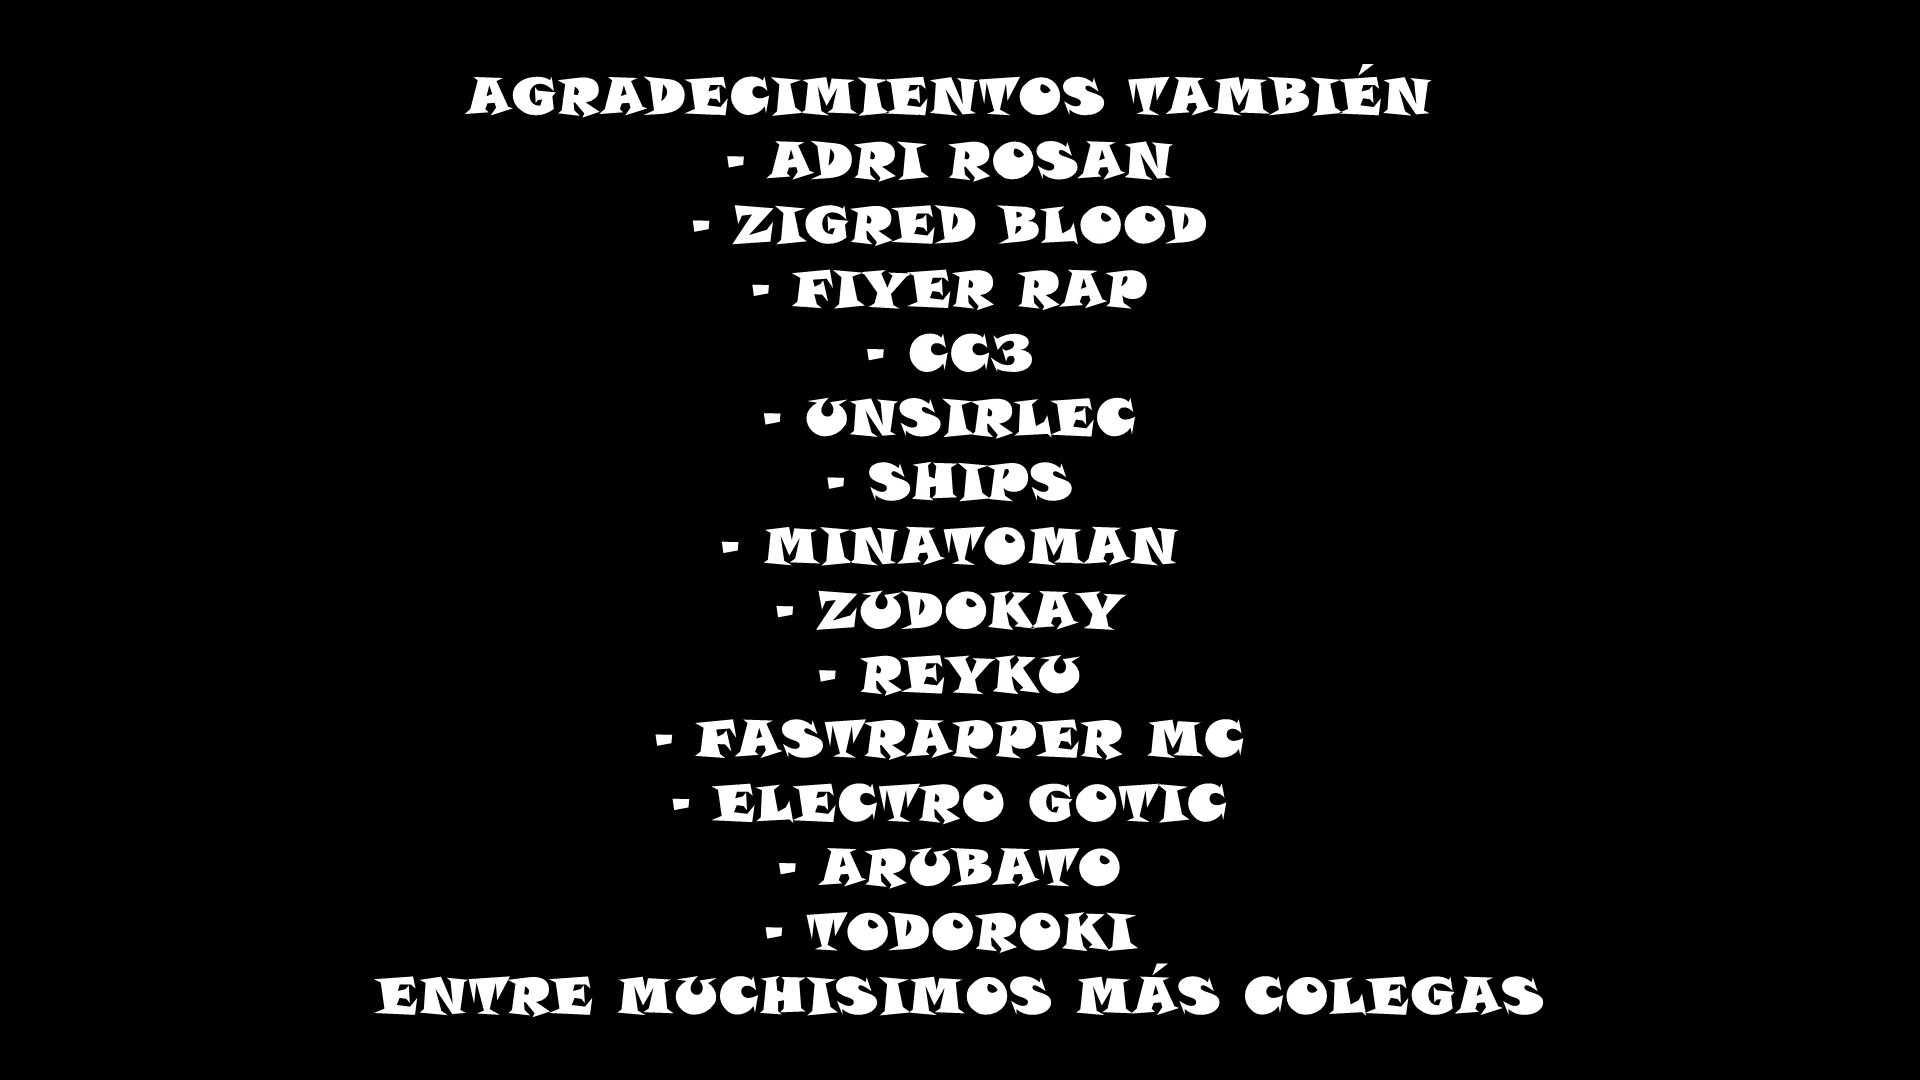 AGRADECIMIENTOS TAMBIÉN
- ADRI ROSAN
- ZIGRED BLOOD
- FIYER RAP
- CC3
- UNSIRLEC
- SHIPS
- MINATOMAN
- ZUDOKAY
- REYKU
- FASTRAPPER MC
- ELECTRO GOTIC
- ARUBATO
- TODOROKI
ENTRE MUCHISIMOS MÁS COLEGAS